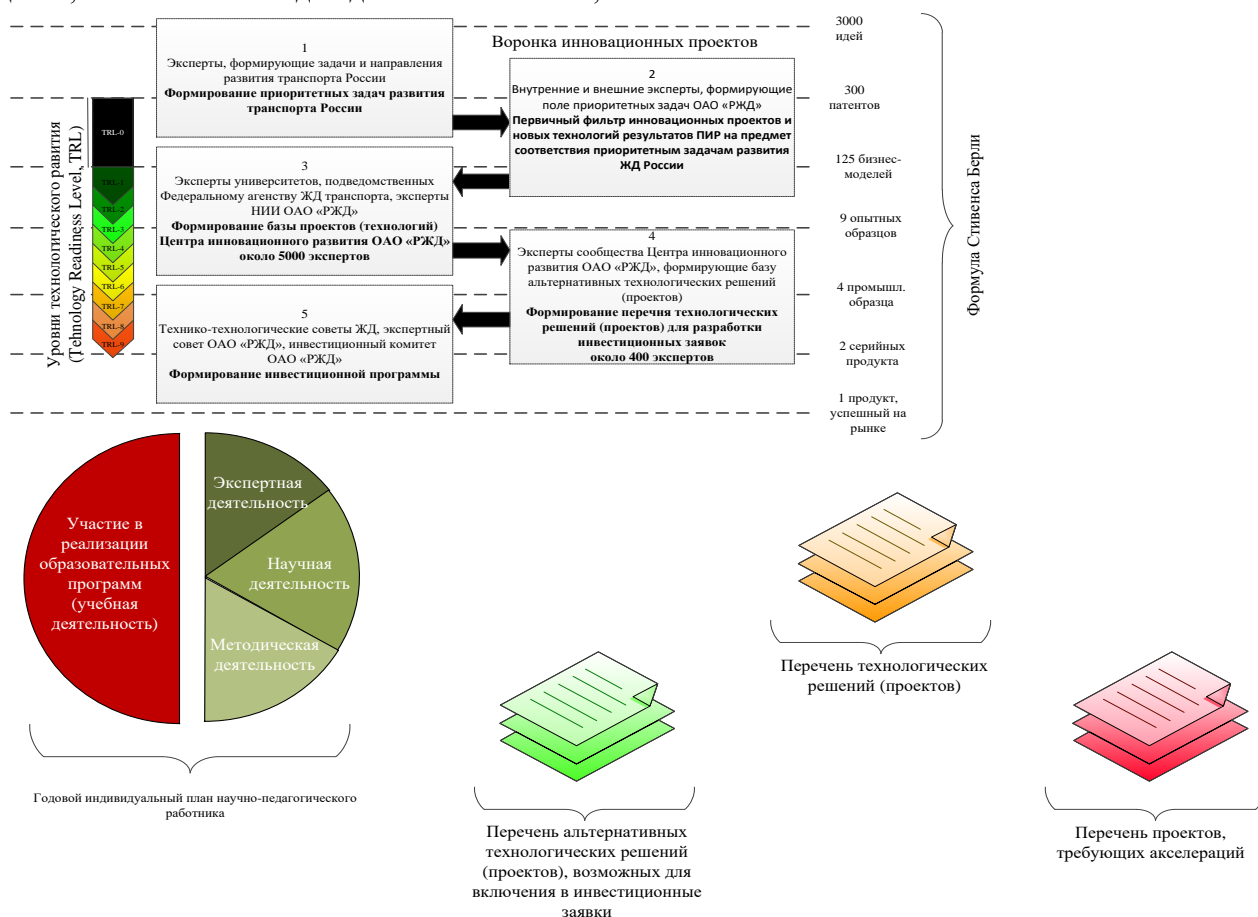 Воронка инновационных проектов
1
Эксперты, формирующие задачи и направления
развития транспорта России
Формирование приоритетных задач развития
транспорта России
2
Внутренние и внешние эксперты, формирующие
поле приоритетных задач ОАО «РЖД»
Первичный фильтр инновационных проектов и
новых технологий результатов ПИР на предмет
соответствия приоритетным задачам развития
ЖД России
3
Эксперты университетов, подведомственных
Федеральному агенству ЖД транспорта, эксперты
НИИ ОАО «РЖД»
Формирование базы проектов (технологий)
Центра инновационного развития ОАО «РЖД»
около 5000 экспертов
4
Эксперты сообщества Центра инновационного
развития ОАО «РЖД», формирующие базу
альтернативных технологических решений
(проектов)
Формирование перечня технологических
решений (проектов) для разработки
инвестиционных заявок
около 400 экспертов
5
Технико-технологические советы ЖД, экспертный
совет ОАО «РЖД», инвестиционный комитет
ОАО «РЖД»
Формирование инвестиционной программы
Уровни технологического равития
(Tehnology Readiness Level, TRL)
TRL-0
TRL-1
TRL-2
TRL-3
TRL-4
TRL-5
TRL-6
TRL-7
TRL-8
TRL-9
3000
идей
300
патентов
125 бизнес-
моделей
9 опытных
образцов
4 промышл.
образца
2 серийных
продукта
1 продукт,
успешный на
рынке
Формула Стивенса Берли
Участие в
реализации
образовательных
программ
(учебная
деятельность)
Экспертная
деятельность
Научная
деятельность
Методическая
деятельность
Годовой индивидуальный план научно-педагогического
работника
Перечень альтернативных
технологических решений
(проектов), возможных для
включения в инвестиционные
заявки
Перечень технологических
решений (проектов)
Перечень проектов,
требующих акселераций